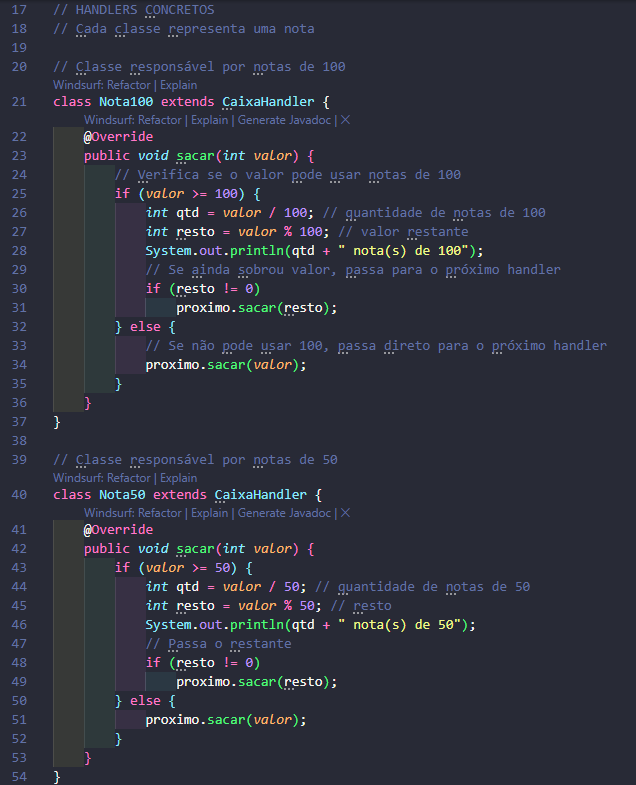 17 // HANDLERS CONCRETOS
18 // Cada classe representa uma nota
19
20 // Classe responsável por notas de 100
Windsurf: Refactor | Explain
21 class Nota100 extends CaixaHandler {
Windsurf: Refactor | Explain | Generate Javadoc | X
22 @Override
23 public void sacar(int valor) {
24 // Verifica se o valor pode usar notas de 100
25 if (valor >= 100) {
26 int qtd = valor / 100; // quantidade de notas de 100
27 int resto = valor % 100; // valor restante
28 System.out.println(qtd + " nota(s) de 100");
29 // Se ainda sobrou valor, passa para o próximo handler
30 if (resto != 0)
31 proximo.sacar(resto);
32 } else {
33 // Se não pode usar 100, passa direto para o próximo handler
34 proximo.sacar(valor);
35 }
36 }
37 }
38
39 // Classe responsável por notas de 50
Windsurf: Refactor | Explain
40 class Nota50 extends CaixaHandler {
Windsurf: Refactor | Explain | Generate Javadoc | X
41 @Override
42 public void sacar(int valor) {
43 if (valor >= 50) {
44 int qtd = valor / 50; // quantidade de notas de 50
45 int resto = valor % 50; // resto
46 System.out.println(qtd + " nota(s) de 50");
47 // Passa o restante
48 if (resto != 0)
49 proximo.sacar(resto);
50 } else {
51 proximo.sacar(valor);
52 }
53 }
54 }